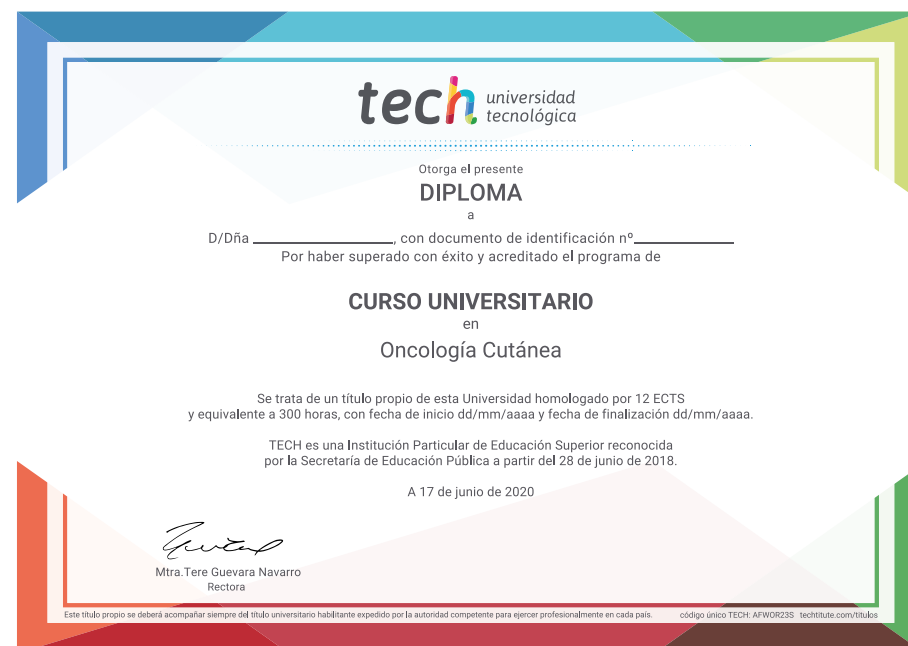 tech universidad
tecnológica
Otorga el presente
DIPLOMA
a
D/Dña ____________________, con documento de identificación nº______________
Por haber superado con éxito y acreditado el programa de
CURSO UNIVERSITARIO
en
Oncología Cutánea
Se trata de un título propio de esta Universidad homologado por 12 ECTS
y equivalente a 300 horas, con fecha de inicio dd/mm/aaaa y fecha de finalización dd/mm/aaaa.
TECH es una Institución Particular de Educación Superior reconocida
por la Secretaría de Educación Pública a partir del 28 de junio de 2018.
A 17 de junio de 2020
Mtra.Tere Guevara Navarro
Rectora
Este título propio se deberá acompañar siempre del título universitario habilitante expedido por la autoridad competente para ejercer profesionalmente en cada país. código único TECH: AFWOR23S techtitute.com/titulos